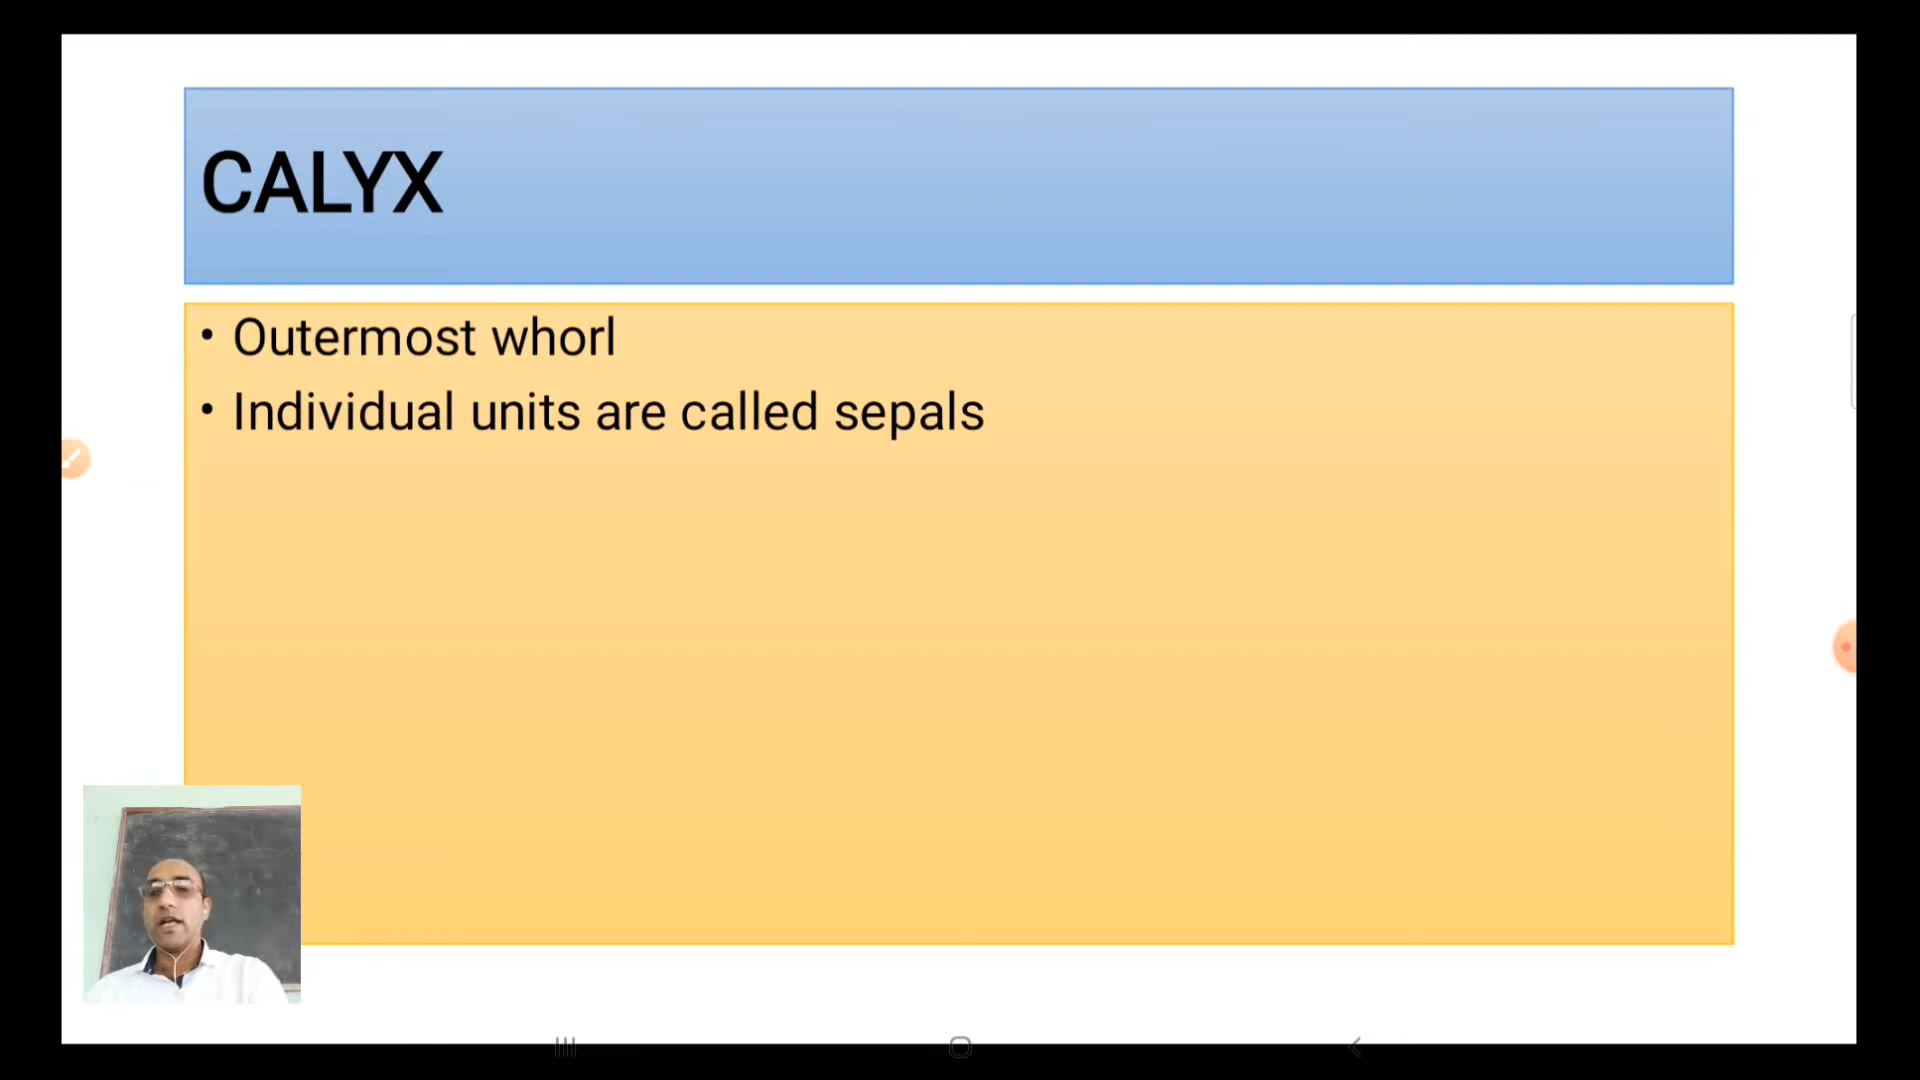 CALYX
• Outermost whorl
• Individual units are called sepals